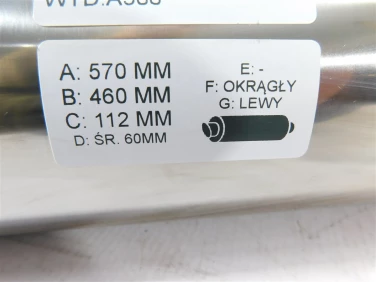 A: 570 MM
B: 460 MM
C: 112 MM
D: ŚR. 60MM
E: -
F: OKRĄGŁY
G: LEWY